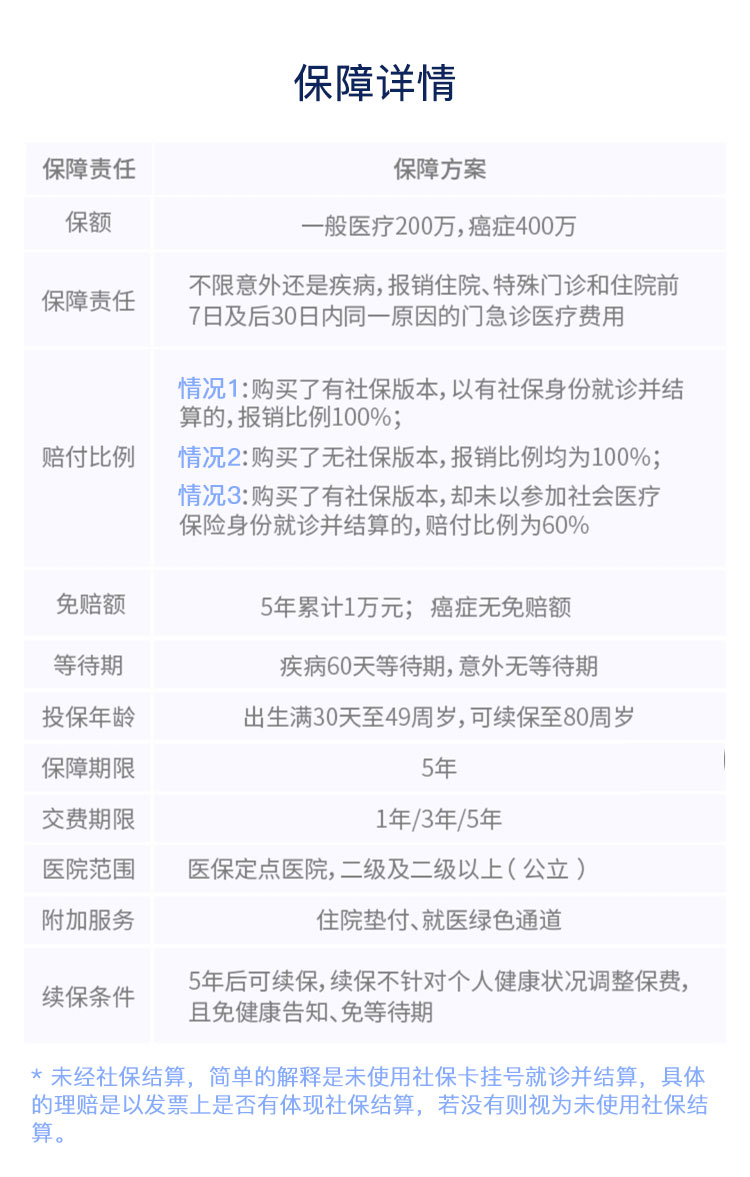 保障详情
保障责任 保障方案
保额 一般医疗200万，癌症400万
保障责任 不限意外还是疾病，报销住院、特殊门诊和住院前
7日及后30日内同一原因的门急诊医疗费用
赔付比例
情况1：购买了有社保版本，以有社保身份就诊并结
算的，报销比例100%；
情况2：购买了无社保版本，报销比例均为100%；
情况3：购买了有社保版本，却未以参加社会医疗
保险身份就诊并结算的，赔付比例为60%
免赔额 5年累计1万元； 癌症无免赔额
等待期 疾病60天等待期，意外无等待期
投保年龄 出生满30天至49周岁，可续保至80周岁
保障期限 5年
交费期限 1年/3年/5年
医院范围 医保定点医院，二级及二级以上（ 公立 ）
附加服务 住院垫付、就医绿色通道
续保条件 5年后可续保，续保不针对个人健康状况调整保费，
且免健康告知、免等待期
* 未经社保结算，简单的解释是未使用社保卡挂号就诊并结算，具体
的理赔是以发票上是否有体现社保结算，若没有则视为未使用社保结
算。